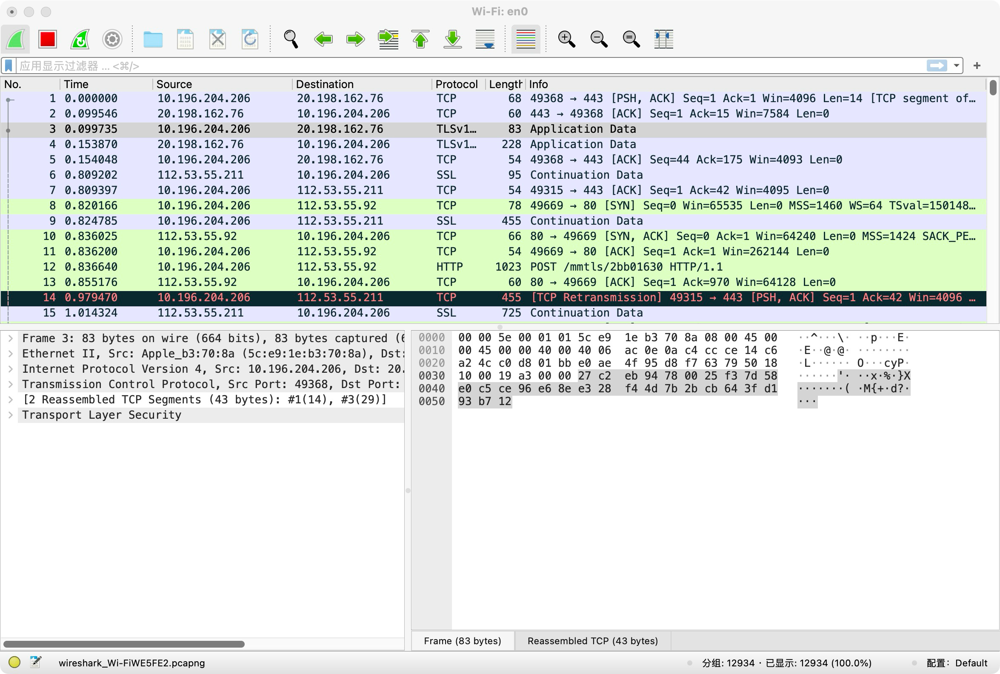 Wi-Fi: en0
应用显示过滤器 … <⌘/>
No. Time Source Destination Protocol Length Info
1 0.000000 10.196.204.206 20.198.162.76 TCP 68 49368 → 443 [PSH, ACK] Seq=1 Ack=1 Win=4096 Len=14 [TCP segment of…
2 0.099546 20.198.162.76 10.196.204.206 TCP 60 443 → 49368 [ACK] Seq=1 Ack=15 Win=7584 Len=0
3 0.099735 10.196.204.206 20.198.162.76 TLSv1… 83 Application Data
4 0.153870 20.198.162.76 10.196.204.206 TLSv1… 228 Application Data
5 0.154048 10.196.204.206 20.198.162.76 TCP 54 49368 → 443 [ACK] Seq=44 Ack=175 Win=4093 Len=0
6 0.809202 112.53.55.211 10.196.204.206 SSL 95 Continuation Data
7 0.809397 10.196.204.206 112.53.55.211 TCP 54 49315 → 443 [ACK] Seq=1 Ack=42 Win=4095 Len=0
8 0.820166 10.196.204.206 112.53.55.92 TCP 78 49669 → 80 [SYN] Seq=0 Win=65535 Len=0 MSS=1460 WS=64 TSval=150148…
9 0.824785 10.196.204.206 112.53.55.211 SSL 455 Continuation Data
10 0.836025 112.53.55.92 10.196.204.206 TCP 66 80 → 49669 [SYN, ACK] Seq=0 Ack=1 Win=64240 Len=0 MSS=1424 SACK_PE…
11 0.836200 10.196.204.206 112.53.55.92 TCP 54 49669 → 80 [ACK] Seq=1 Ack=1 Win=262144 Len=0
12 0.836640 10.196.204.206 112.53.55.92 HTTP 1023 POST /mmtls/2bb01630 HTTP/1.1
13 0.855176 112.53.55.92 10.196.204.206 TCP 60 80 → 49669 [ACK] Seq=1 Ack=970 Win=64128 Len=0
14 0.979470 10.196.204.206 112.53.55.211 TCP 455 [TCP Retransmission] 49315 → 443 [PSH, ACK] Seq=1 Ack=42 Win=4096 …
15 1.014324 112.53.55.211 10.196.204.206 SSL 725 Continuation Data
Frame 3: 83 bytes on wire (664 bits), 83 bytes captured (6
Ethernet II, Src: Apple_b3:70:8a (5c:e9:1e:b3:70:8a), Dst:
Internet Protocol Version 4, Src: 10.196.204.206, Dst: 20.
Transmission Control Protocol, Src Port: 49368, Dst Port:
[2 Reassembled TCP Segments (43 bytes): #1(14), #3(29)]
Transport Layer Security
0000 00 00 5e 00 01 01 5c e9 1e b3 70 8a 08 00 45 00 ··^···\· ··p···E·
0010 00 45 00 00 40 00 40 06 ac 0e 0a c4 cc ce 14 c6 ·E··@·@· ········
0020 a2 4c c0 d8 01 bb e0 ae 4f 95 d8 f7 63 79 50 18 ·L······ O···cyP·
0030 10 00 19 a3 00 00 27 c2 eb 94 78 00 25 f3 7d 58 ······'· ··x·%·}X
0040 e0 c5 ce 96 e6 8e e3 28 f4 4d 7b 2b cb 64 3f d1 ·······( ·M{+·d?·
0050 93 b7 12 ···
Frame (83 bytes) Reassembled TCP (43 bytes)
wireshark_Wi-FiWE5FE2.pcapng 分组: 12934 · 已显示: 12934 (100.0%) 配置: Default